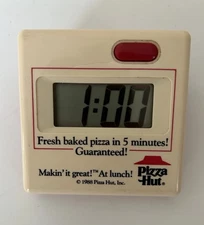 1:00
Fresh baked pizza in 5 minutes!
Guaranteed!
Makin' it great!™ At lunch!
© 1988 Pizza Hut, Inc.
Pizza
Hut®